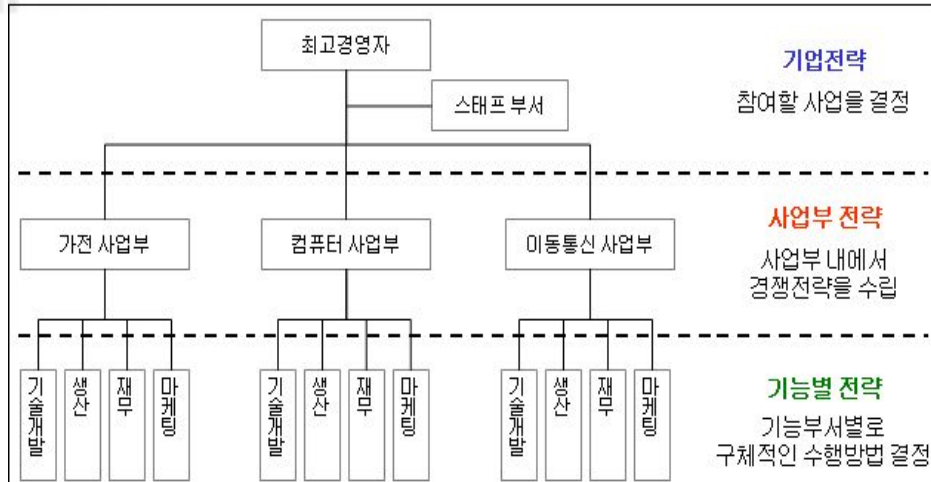 최고경영자
스태프 부서
기업전략
참여할 사업을 결정
가전 사업부
컴퓨터 사업부
이동통신 사업부
사업부 전략
사업부 내에서
경쟁전략을 수립
기술개발
생산
재무
마케팅
기술개발
생산
재무
마케팅
기술개발
생산
재무
마케팅
기능별 전략
기능부서별로
구체적인 수행방법 결정